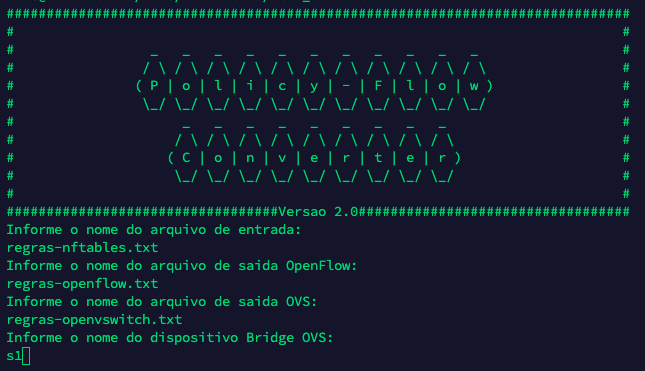 ##############################################################################
#                                                                            #
#                 _   _   _   _   _   _   _   _   _   _   _                  #
#                / \ / \ / \ / \ / \ / \ / \ / \ / \ / \ / \                 #
#               ( P | o | l | i | c | y | - | F | l | o | w )                #
#                \_/ \_/ \_/ \_/ \_/ \_/ \_/ \_/ \_/ \_/ \_/                 #
#                     _   _   _   _   _   _   _   _   _                      #
#                    / \ / \ / \ / \ / \ / \ / \ / \ / \                     #
#                   ( C | o | n | v | e | r | t | e | r )                    #
#                    \_/ \_/ \_/ \_/ \_/ \_/ \_/ \_/ \_/                     #
#                                                                            #
##################################Versao 2.0##################################
Informe o nome do arquivo de entrada:
regras-nftables.txt
Informe o nome do arquivo de saida OpenFlow:
regras-openflow.txt
Informe o nome do arquivo de saida OVS:
regras-openvswitch.txt
Informe o nome do dispositivo Bridge OVS:
s1